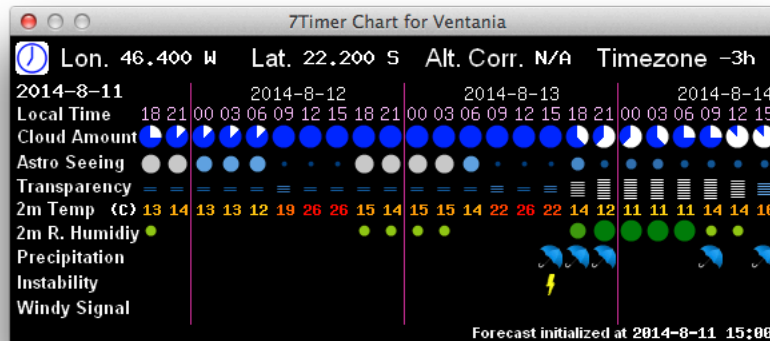 7Timer Chart for Ventania
Lon. 46.400 W Lat. 22.200 S Alt. Corr. N/A Timezone -3h
2014-8-11 2014-8-12 2014-8-13 2014-8-14
Local Time 18 21 00 03 06 09 12 15 18 21 00 03 06 09 12 15 18 21 00 03 06 09 12 15
Cloud Amount
Astro Seeing
Transparency
2m Temp (C) 13 14 13 13 12 19 26 26 15 14 15 15 14 22 26 22 14 12 11 11 11 14 14 16
2m R. Humidiy
Precipitation
Instability
Windy Signal
Forecast initialized at 2014-8-11 15:00